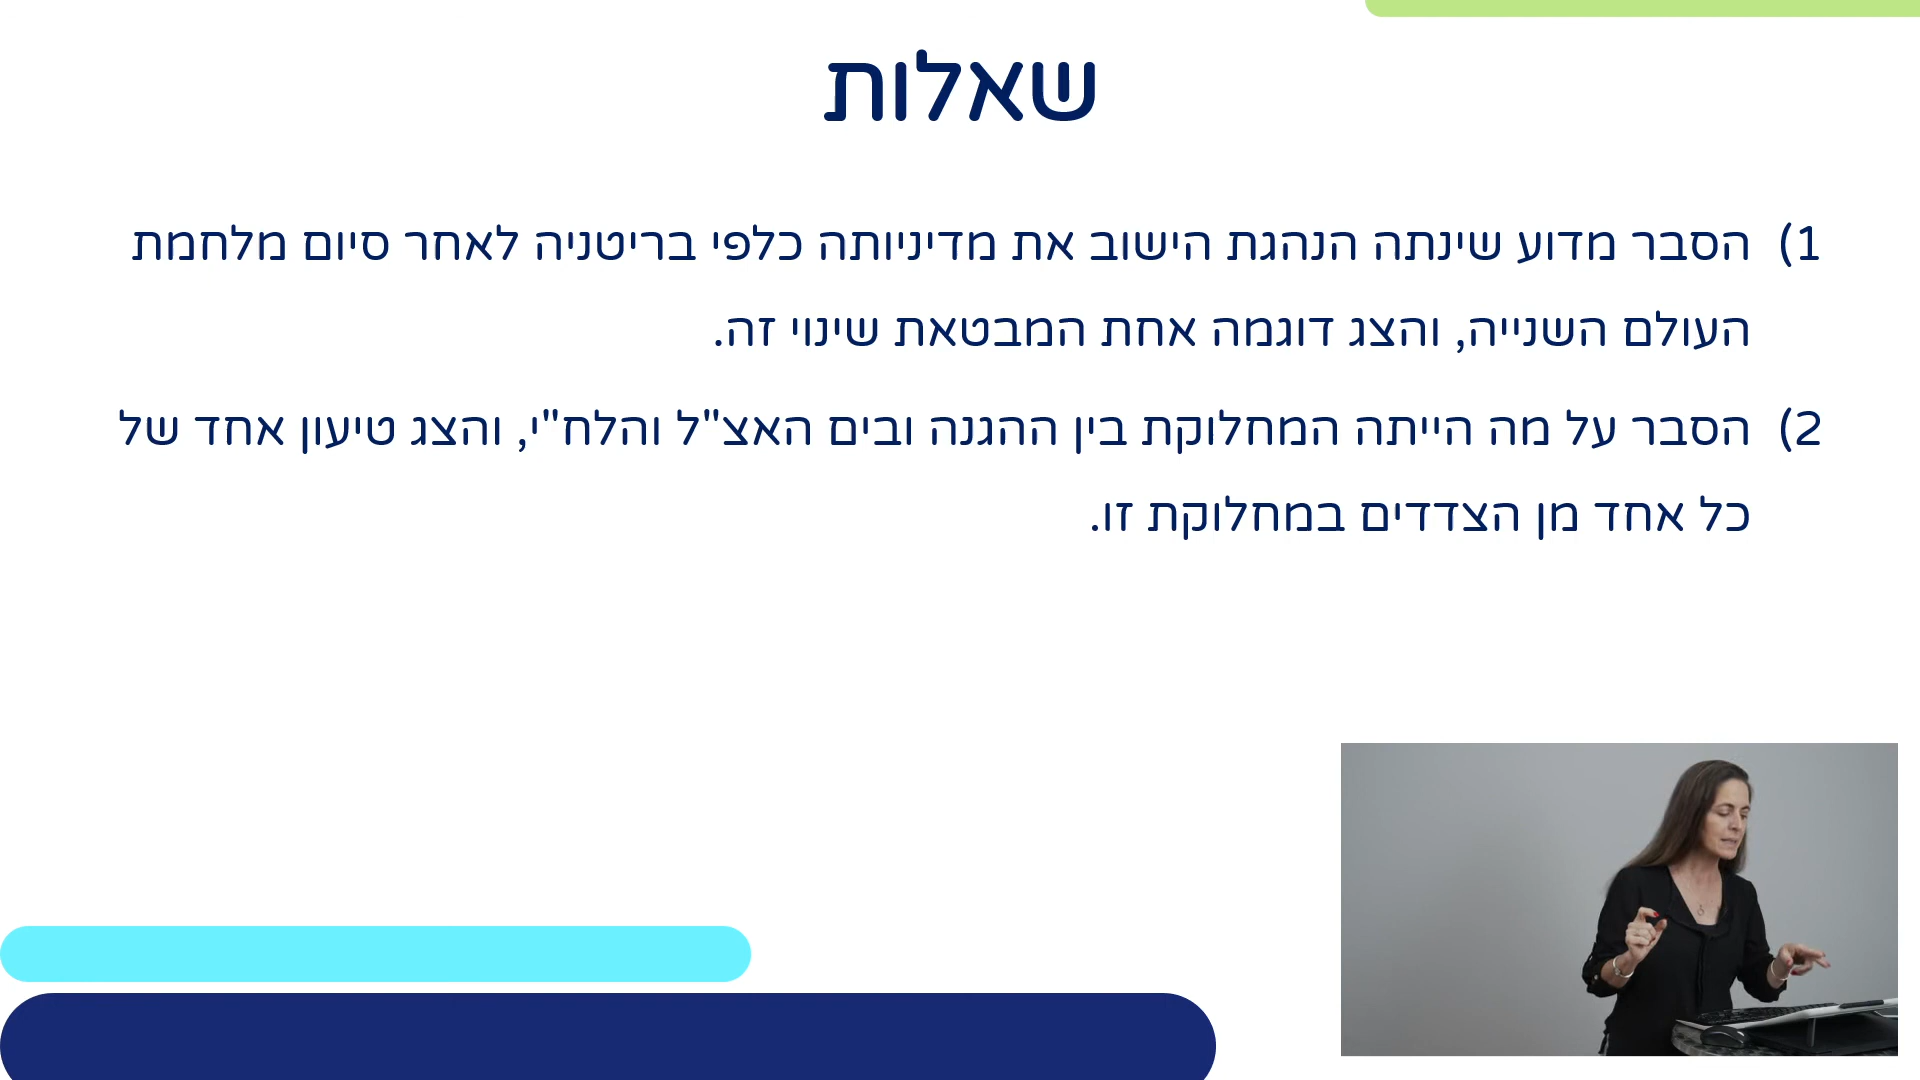 שאלות
1) הסבר מדוע שינתה הנהגת הישוב את מדיניותה כלפי בריטניה לאחר סיום מלחמת
העולם השנייה, והצג דוגמה אחת המבטאת שינוי זה.
2) הסבר על מה הייתה המחלוקת בין ההגנה ובים האצ"ל והלח"י, והצג טיעון אחד של
כל אחד מן הצדדים במחלוקת זו.